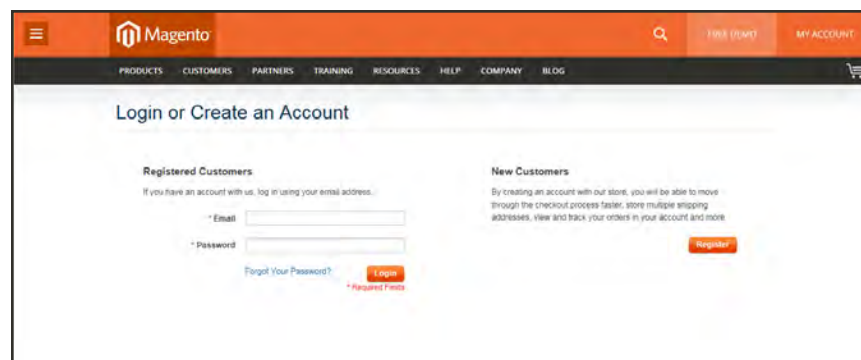 Magento
FREE DEMO
MY ACCOUNT
PRODUCTS CUSTOMERS PARTNERS TRAINING RESOURCES HELP COMPANY BLOG
Login or Create an Account
Registered Customers
If you have an account with us, log in using your email address.
* Email
* Password
Forgot Your Password?
Login
* Required Fields
New Customers
By creating an account with our store, you will be able to move
through the checkout process faster, store multiple shipping
addresses, view and track your orders in your account and more
Register